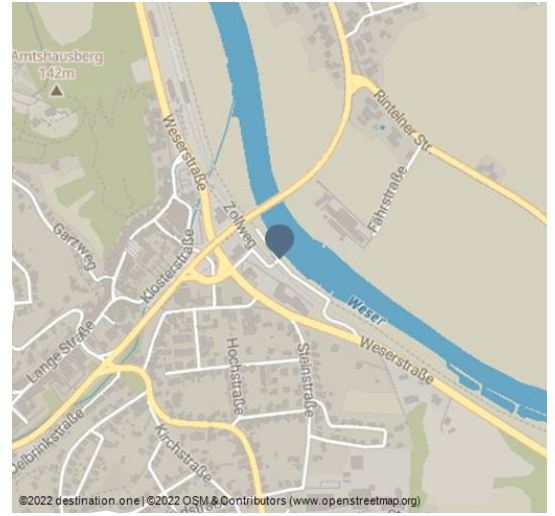 Amtshausberg
142m
Weserstraße
Rintelner Str.
Fährstraße
Zollweg
Garzweg
Klosterstraße
Weser
Lange Straße
Hochstraße
Steinstraße
Weserstraße
Kirchstraße
©2022 destination.one | ©2022 OSM & Contributors (www.openstreetmap.org)